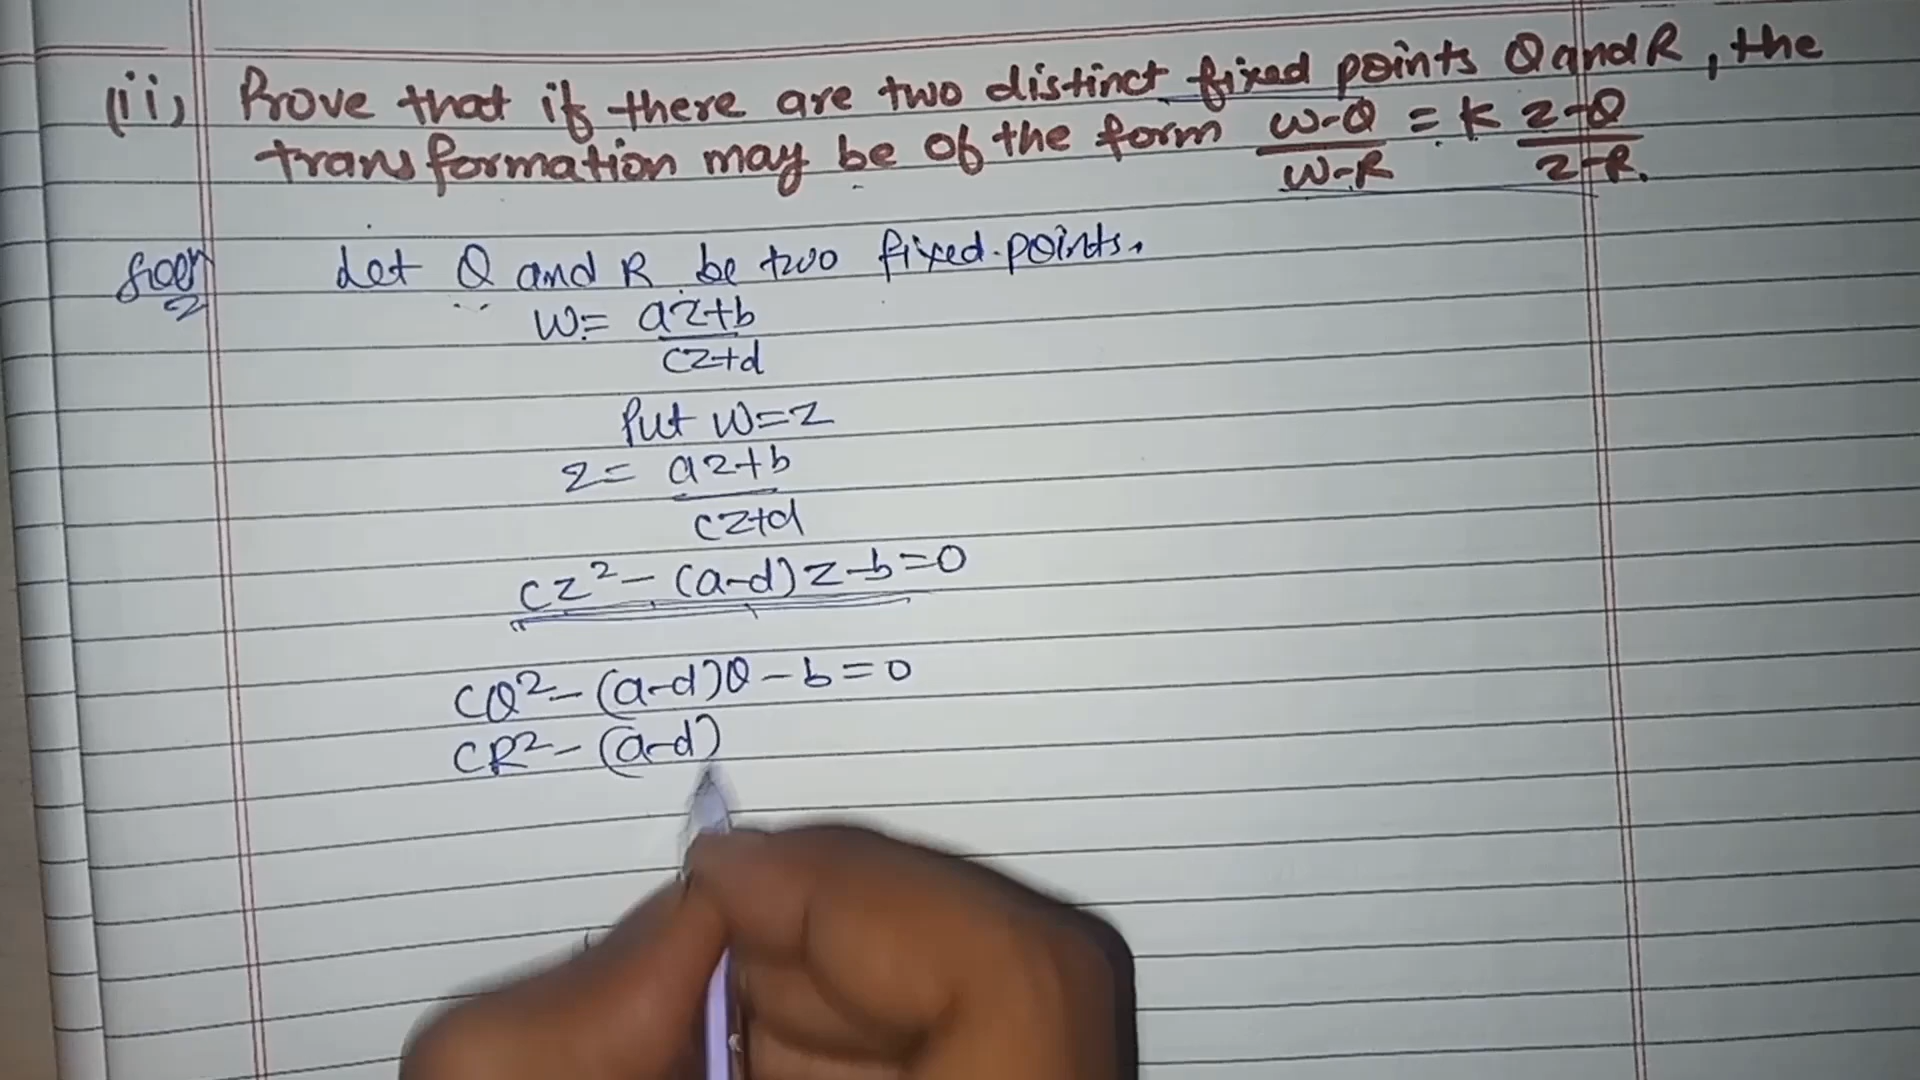 (ii) Prove that if there are two distinct fixed points Q and R, the
transformation may be of the form w-Q/w-R = k z-Q/z-R.
Soln Let Q and R be two fixed points.
w = az+b/cz+d
Put w=z
z = az+b/cz+d
cz² - (a-d)z-b=0
CQ² - (a-d)Q - b = 0
CR² - (a-d)